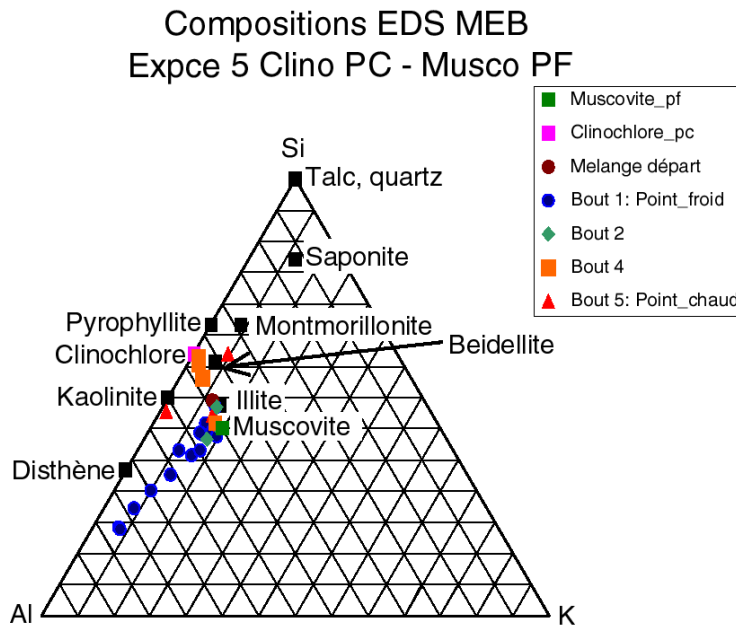 Compositions EDS MEB
Expce 5 Clino PC - Musco PF
Muscovite_pf
Clinochlore_pc
Melange départ
Bout 1: Point_froid
Bout 2
Bout 4
Bout 5: Point_chaud
Si
Talc, quartz
Saponite
Pyrophyllite
Montmorillonite
Clinochlore
Beidellite
Kaolinite
Illite
Muscovite
Disthène
Al
K